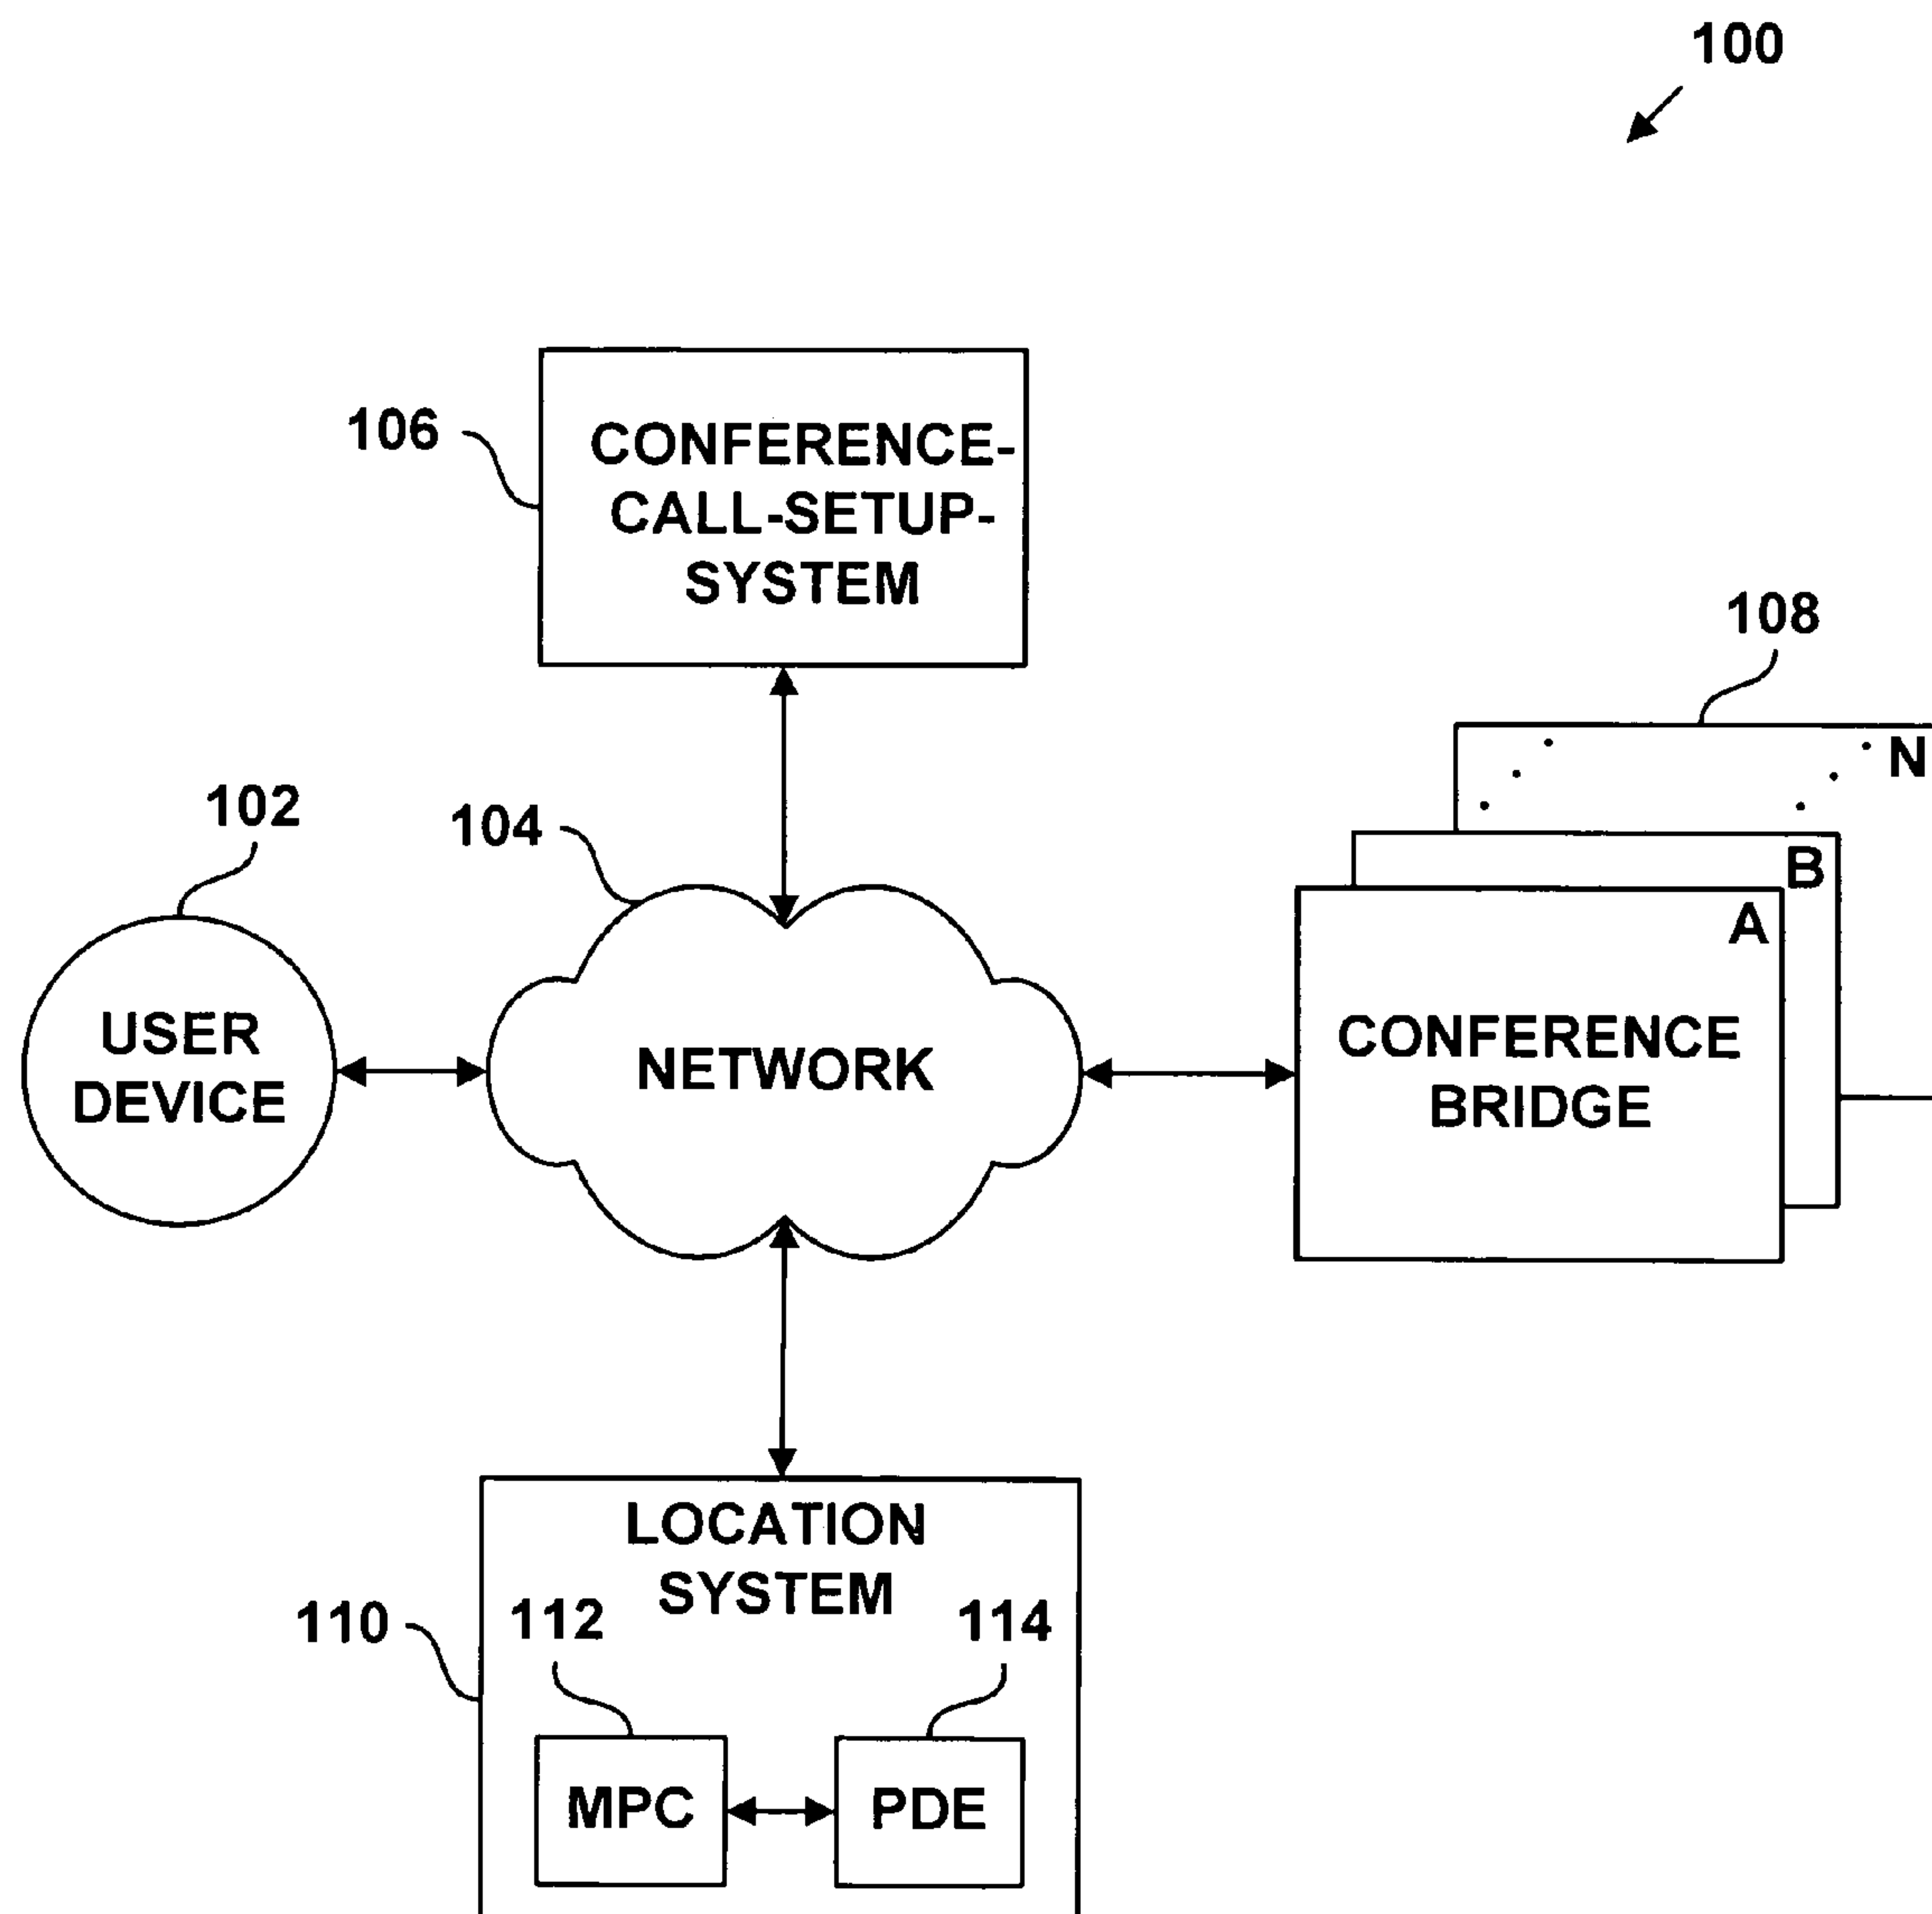 100
106
CONFERENCE-
CALL-SETUP-
SYSTEM
108
N
102
104
B
A
USER
DEVICE
NETWORK
CONFERENCE
BRIDGE
LOCATION
SYSTEM
110
112
114
MPC
PDE